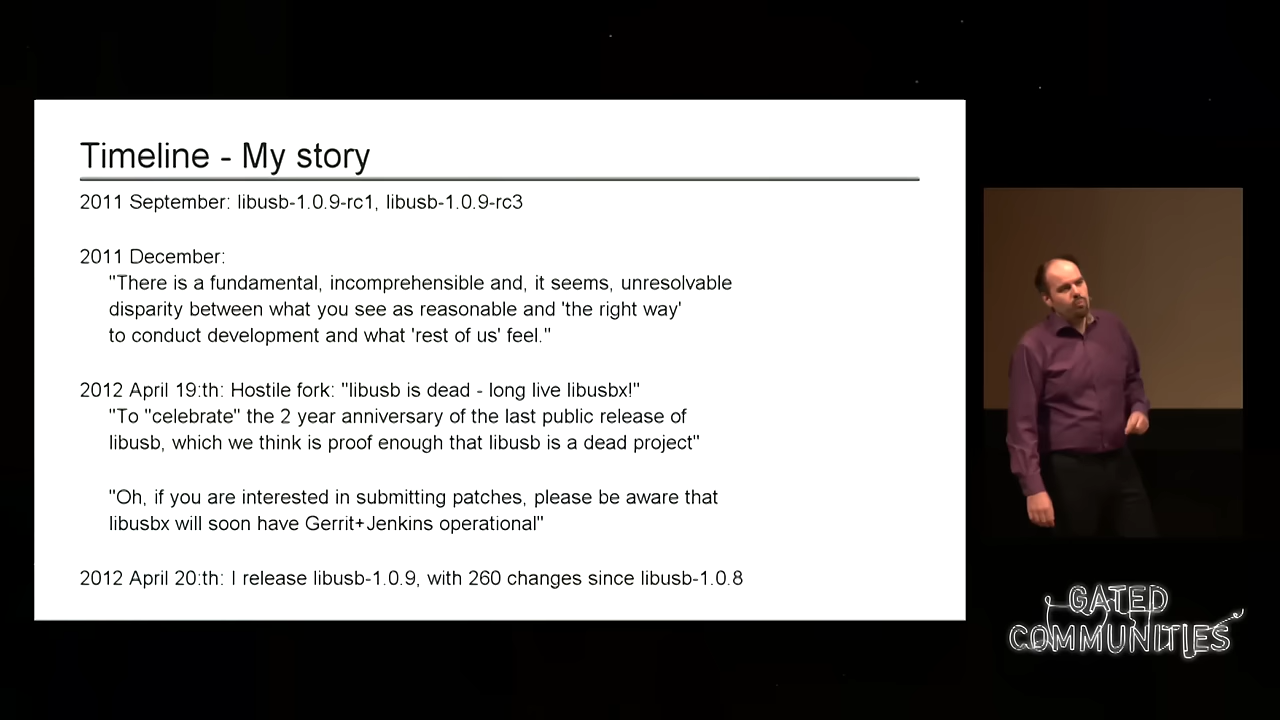 Timeline - My story
2011 September: libusb-1.0.9-rc1, libusb-1.0.9-rc3
2011 December:
"There is a fundamental, incomprehensible and, it seems, unresolvable
disparity between what you see as reasonable and 'the right way'
to conduct development and what 'rest of us' feel."
2012 April 19:th: Hostile fork: "libusb is dead - long live libusbx!"
"To "celebrate" the 2 year anniversary of the last public release of
libusb, which we think is proof enough that libusb is a dead project"
"Oh, if you are interested in submitting patches, please be aware that
libusbx will soon have Gerrit+Jenkins operational"
2012 April 20:th: I release libusb-1.0.9, with 260 changes since libusb-1.0.8
GATED
COMMUNITIES